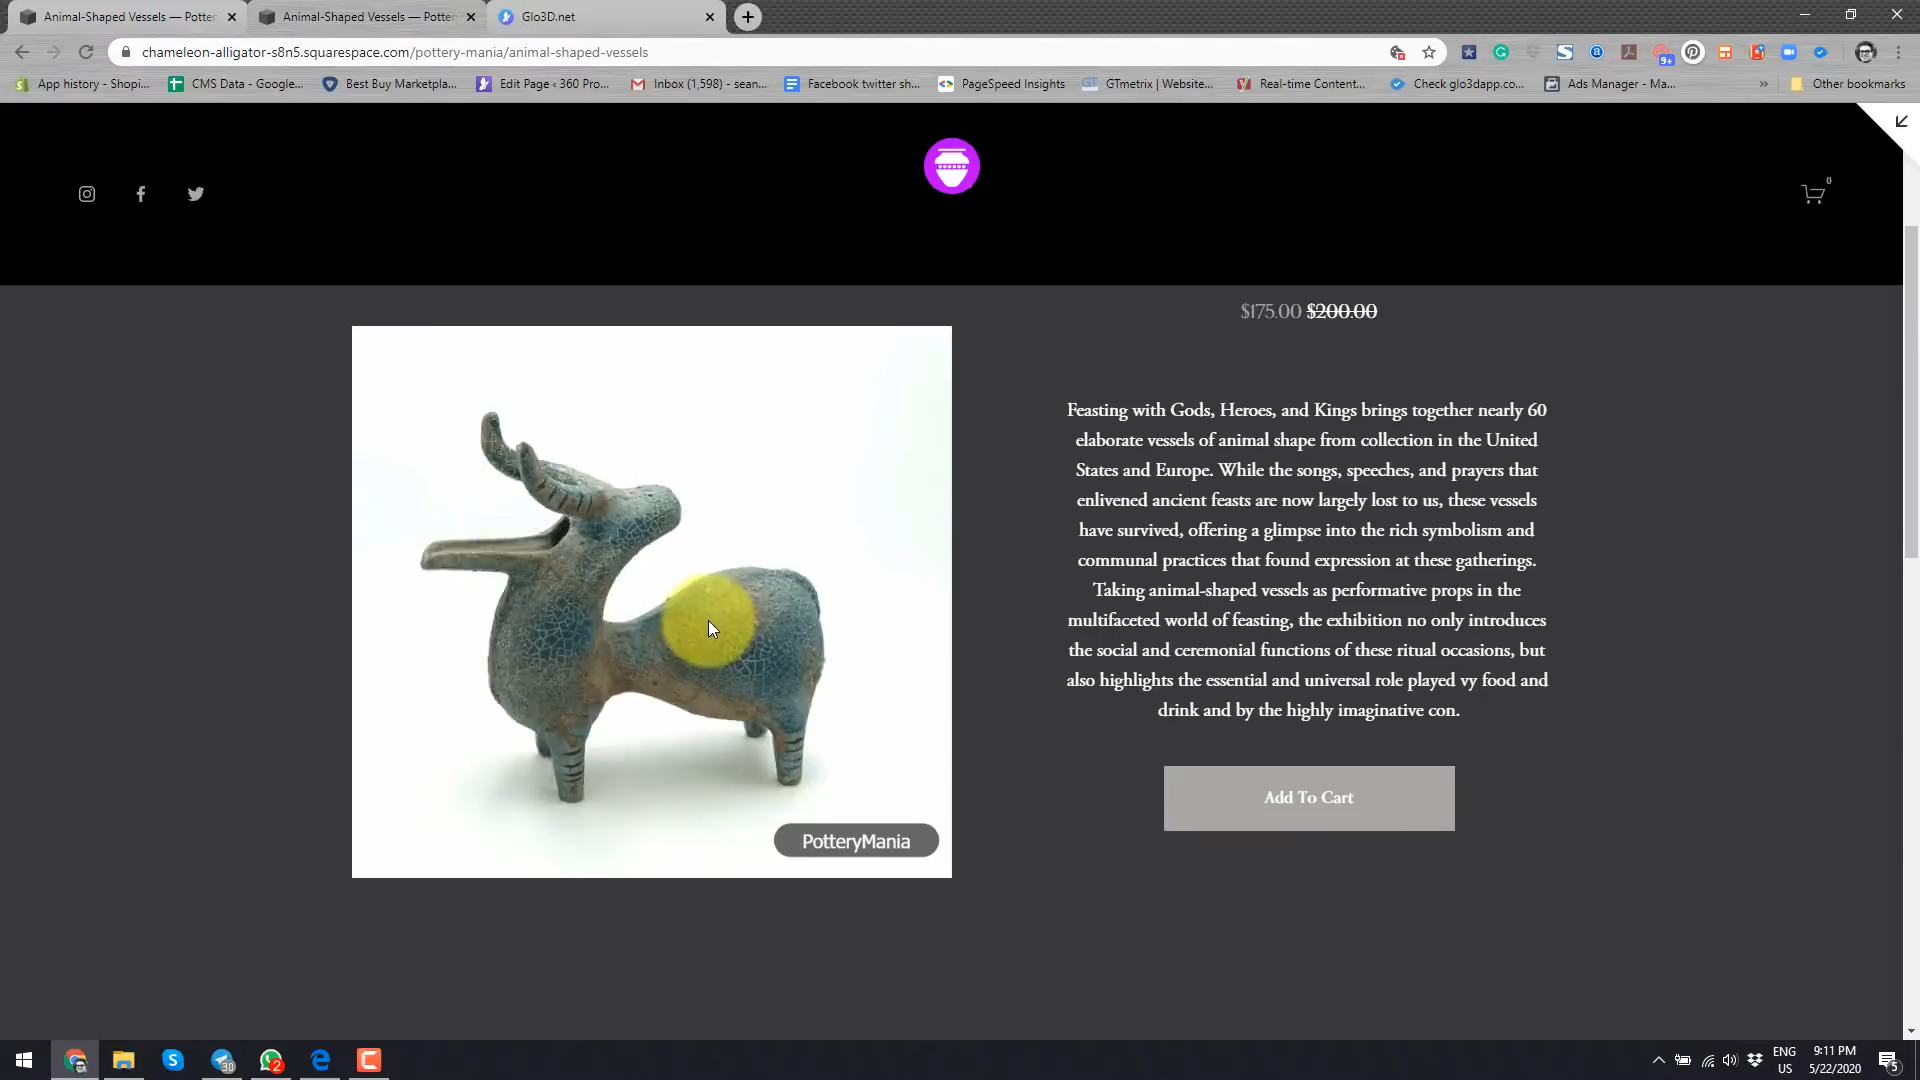 Animal-Shaped Vessels — Potter
Animal-Shaped Vessels — Potter
Glo3D.net
chameleon-alligator-s8n5.squarespace.com/pottery-mania/animal-shaped-vessels
9+
App history - Shopi...
CMS Data - Google...
Best Buy Marketpla...
Edit Page ‹ 360 Pro...
Inbox (1,598) - sean...
Facebook twitter sh...
PageSpeed Insights
GTmetrix | Website...
Real-time Content...
Check glo3dapp.co...
Ads Manager - Ma...
»
Other bookmarks
0
$175.00 $200.00
Feasting with Gods, Heroes, and Kings brings together nearly 60
elaborate vessels of animal shape from collection in the United
States and Europe. While the songs, speeches, and prayers that
enlivened ancient feasts are now largely lost to us, these vessels
have survived, offering a glimpse into the rich symbolism and
communal practices that found expression at these gatherings.
Taking animal-shaped vessels as performative props in the
multifaceted world of feasting, the exhibition no only introduces
the social and ceremonial functions of these ritual occasions, but
also highlights the essential and universal role played vy food and
drink and by the highly imaginative con.
Add To Cart
PotteryMania
30
2
ENG
US
9:11 PM
5/22/2020
5